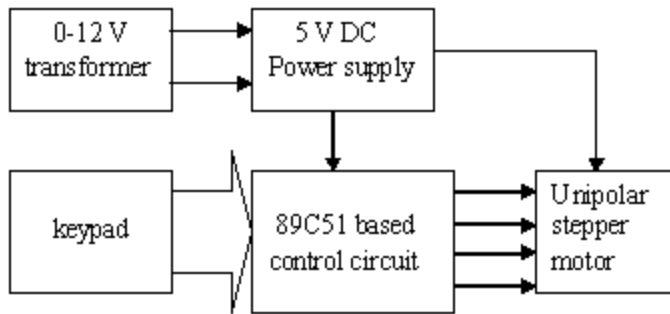 0-12 V
transformer
5 V DC
Power supply
keypad
89C51 based
control circuit
Unipolar
stepper
motor